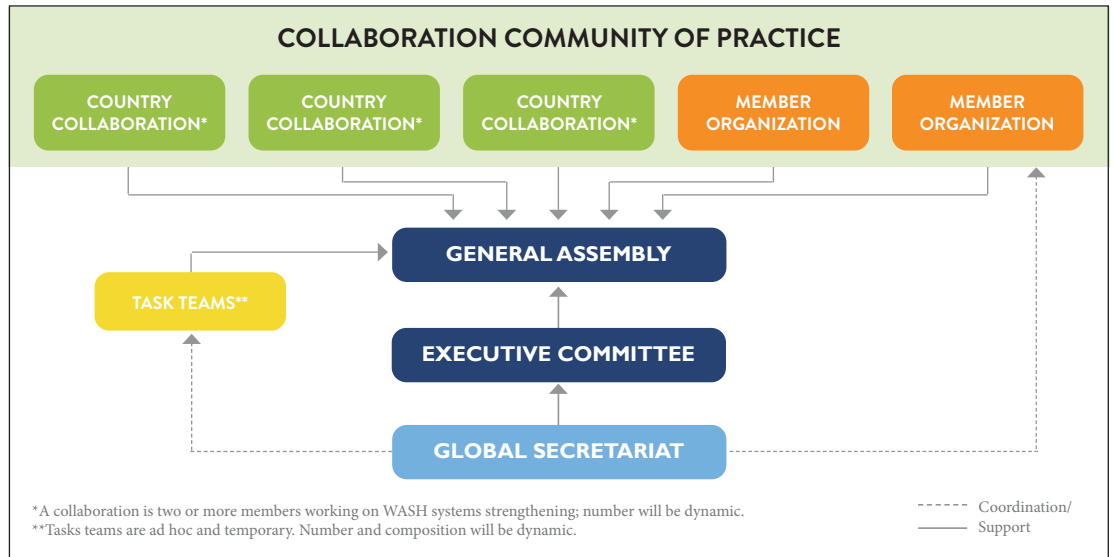 COLLABORATION COMMUNITY OF PRACTICE
COUNTRY
COLLABORATION*
COUNTRY
COLLABORATION*
COUNTRY
COLLABORATION*
MEMBER
ORGANIZATION
MEMBER
ORGANIZATION
GENERAL ASSEMBLY
TASK TEAMS**
EXECUTIVE COMMITTEE
GLOBAL SECRETARIAT
*A collaboration is two or more members working on WASH systems strengthening; number will be dynamic.
**Tasks teams are ad hoc and temporary. Number and composition will be dynamic.
Coordination/
Support